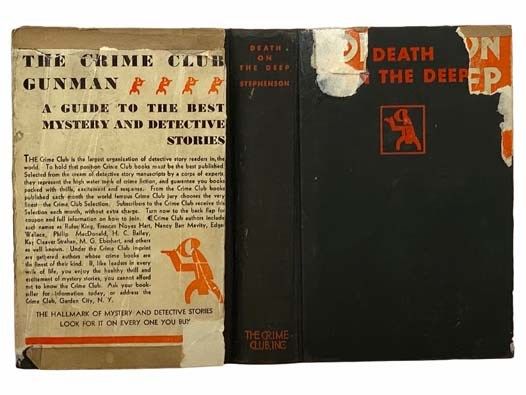 THE CRIME CLUB
GUNMAN
A GUIDE TO THE BEST
MYSTERY AND DETECTIVE
STORIES
THE Crime Club is the largest organization of detective story readers in the
world. To hold that position Crime Club books must be the best published.
Selected from the cream of detective story manuscripts by a corps of experts,
they represent the high water mark of crime fiction, and guarantee you books
packed with thrills, excitement and suspense. From the Crime Club books
published each month the world famous Crime Club jury chooses the very
finest—the Crime Club Selection. Subscribers to the Crime Club receive this
Selection each month, without extra charge. Turn now to the back flap for
coupon and full information on how to join. Crime Club authors include
such names as Rufus King, Frances Noyes Hart, Nancy Barr Mavity, Edgar
Wallace, Philip MacDonald, H. C. Bailey,
Kay Cleaver Strahan, M. G. Eberhart, and others
as well known. Under the Crime Club imprint
are gathered authors whose crime books are
the finest of their kind. If, like leaders in every
walk of life, you enjoy the healthy thrill and
excitement of mystery stories, you cannot afford
not to know the Crime Club. Ask your book-
seller for information today, or address the
Crime Club, Garden City, N. Y.
THE HALLMARK OF MYSTERY AND DETECTIVE STORIES
LOOK FOR IT ON EVERY ONE YOU BUY
DEATH
ON
THE DEEP
STEPHENSON
THE CRIME
CLUB, INC
ON
DEATH
THE DEEP
EP